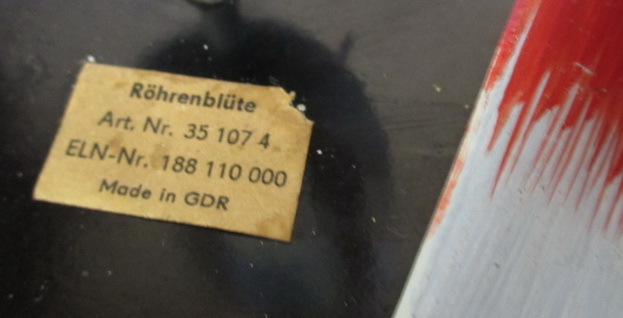 Röhrenblüte
Art. Nr. 35 107 4
ELN-Nr. 188 110 000
Made in GDR